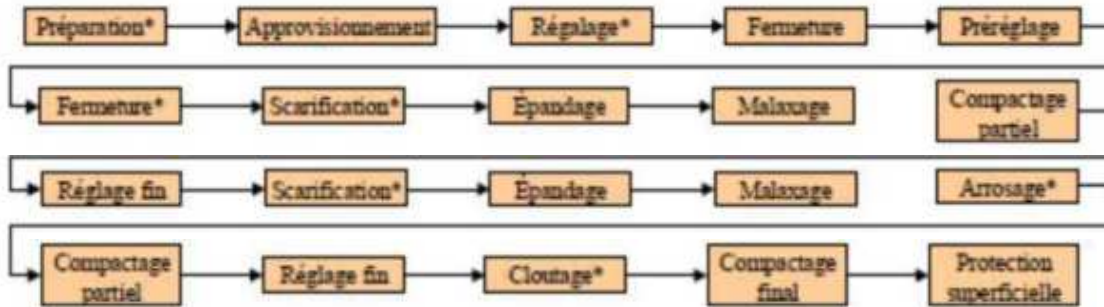 Préparation* Approvisionnement Régalage* Fermeture Préréglage
Fermeture* Scarification* Épandage Malaxage Compactage
partiel
Réglage fin Scarification* Épandage Malaxage Arrosage*
Compactage
partiel
Réglage fin
Cloutage*
Compactage
final
Protection
superficielle